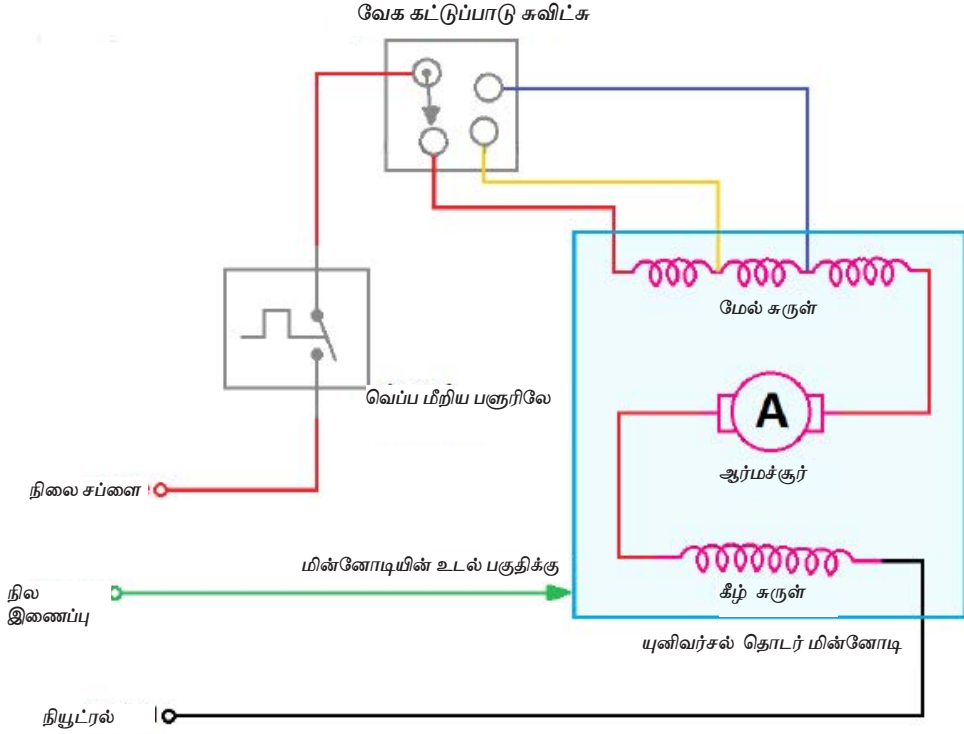 வேக கட்டுப்பாடு சுவிட்சு
மேல் சுருள்
வெப்ப மீறிய பளுரிலே
A
ஆர்மச்சூர்
நிலை சப்ளை
மின்னோடியின் உடல் பகுதிக்கு
நில
இணைப்பு
கீழ் சுருள்
யுனிவர்சல் தொடர் மின்னோடி
நியூட்ரல்